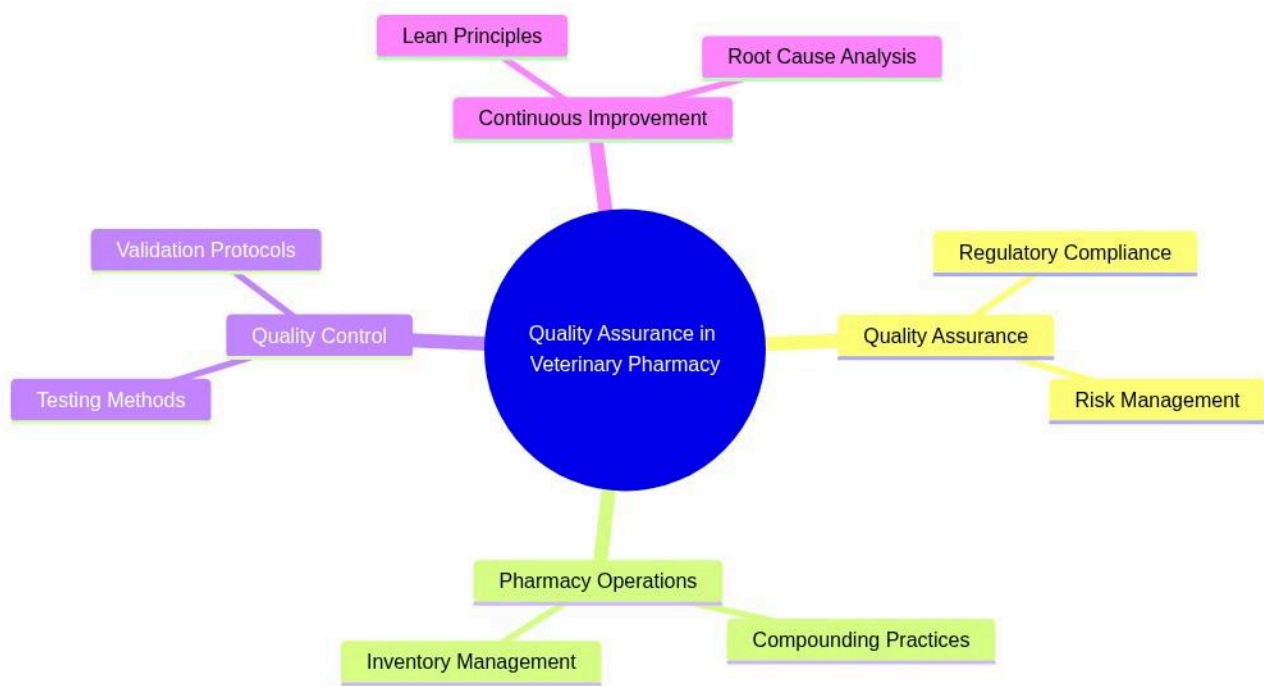 Lean Principles
Root Cause Analysis
Continuous Improvement
Validation Protocols
Regulatory Compliance
Quality Control
Quality Assurance in
Veterinary Pharmacy
Quality Assurance
Testing Methods
Risk Management
Pharmacy Operations
Compounding Practices
Inventory Management